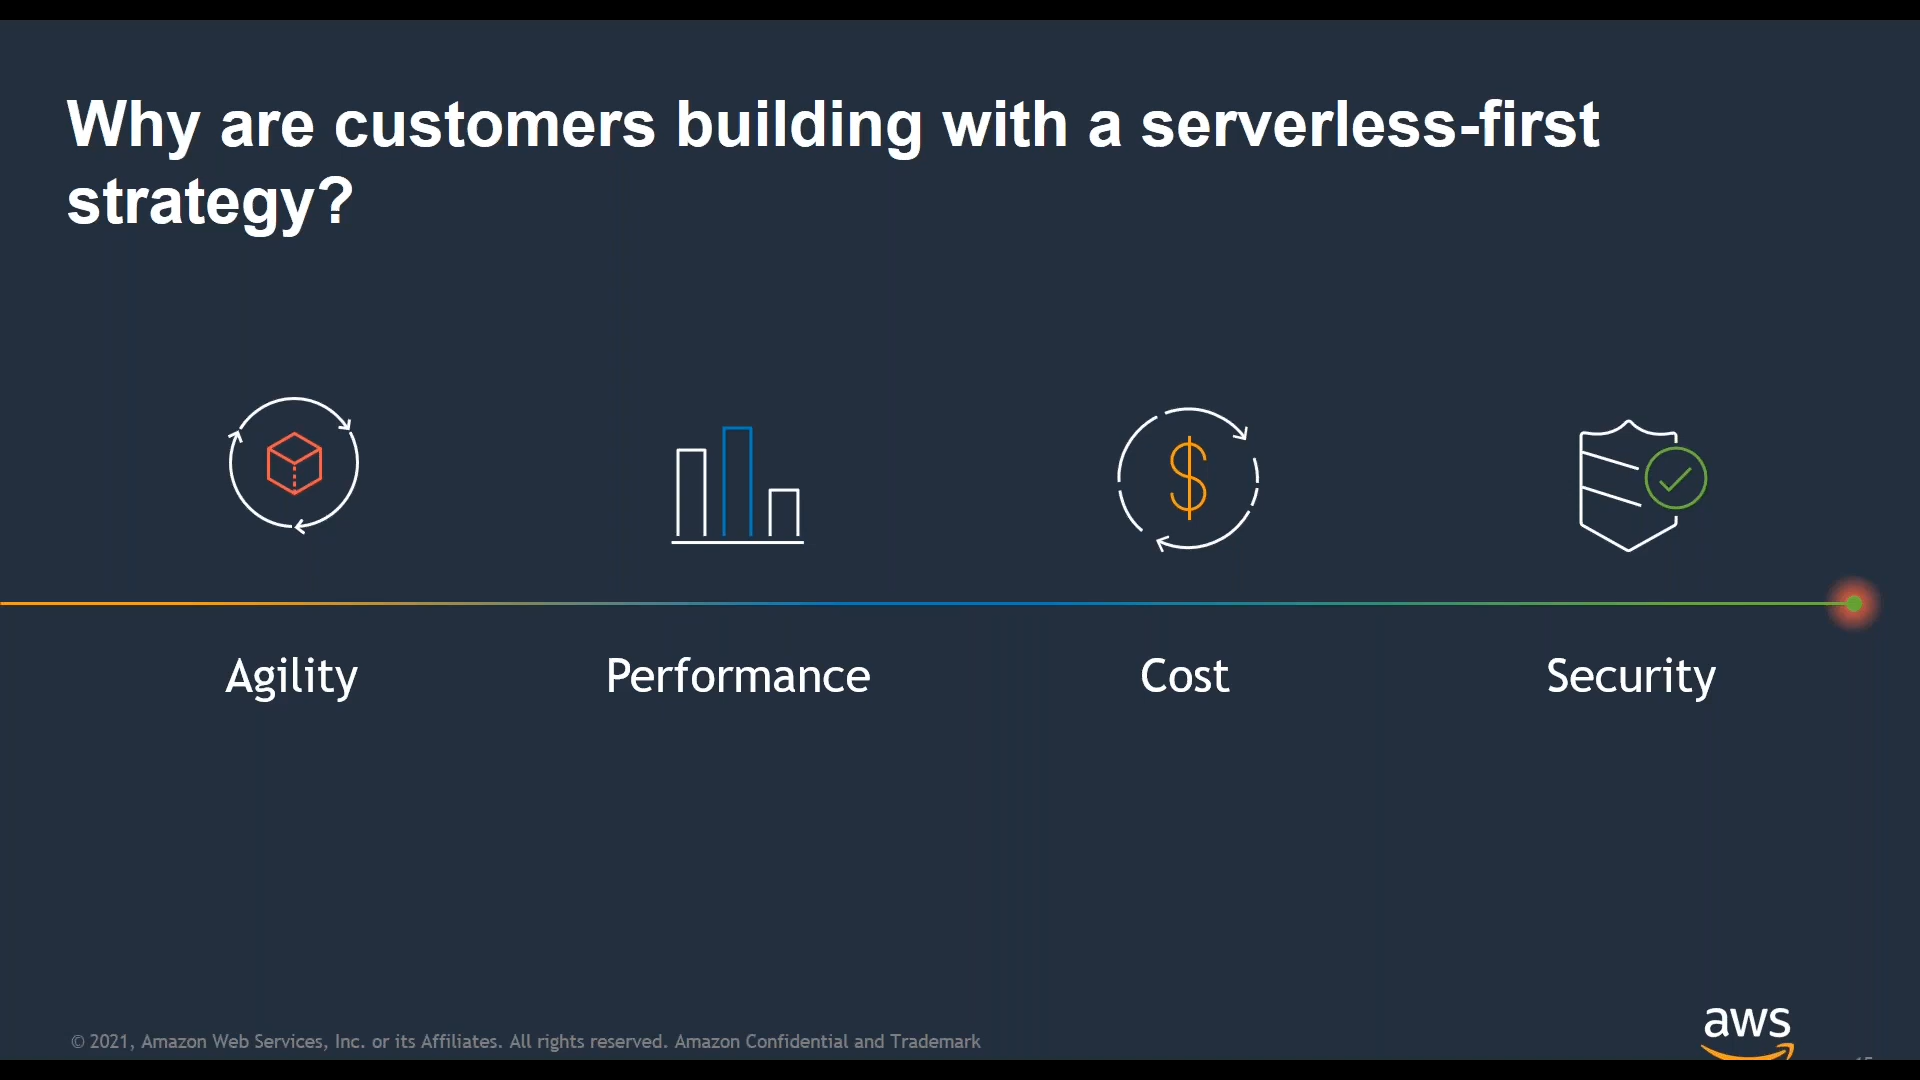 Why are customers building with a serverless-first
strategy?
Agility
Performance
Cost
Security
© 2021, Amazon Web Services, Inc. or its Affiliates. All rights reserved. Amazon Confidential and Trademark
aws